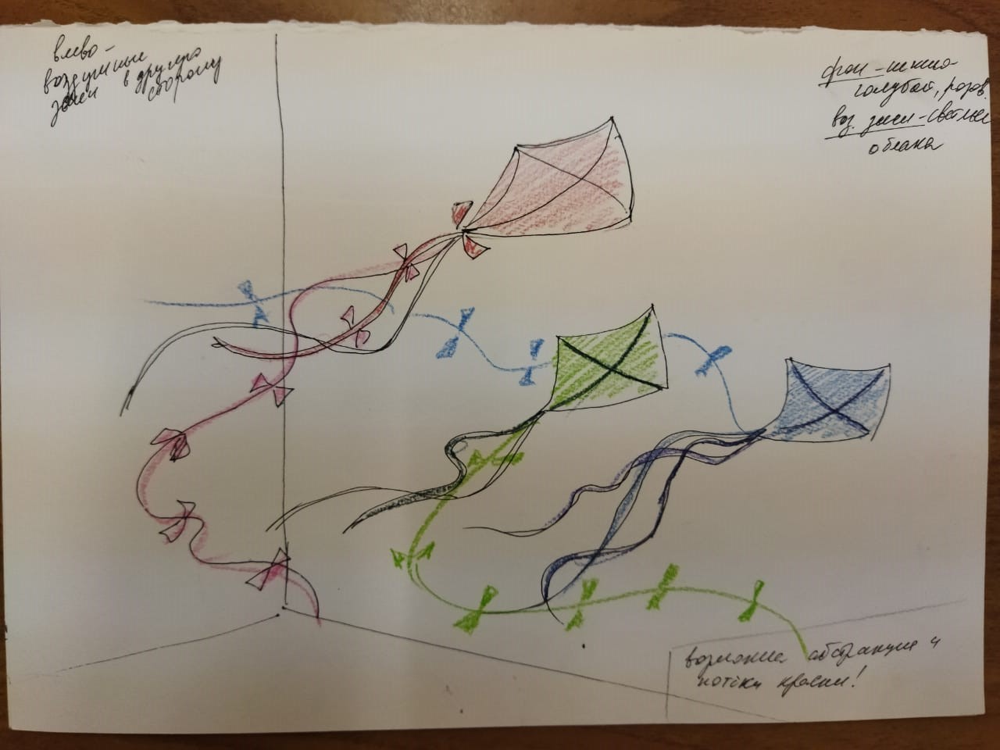 влево -
воздушные
змеи в другую
сторону
фон - нежно
голубой, розов.
воз. змеи - светлые
облака
возможна абстракция и
потёки краски!